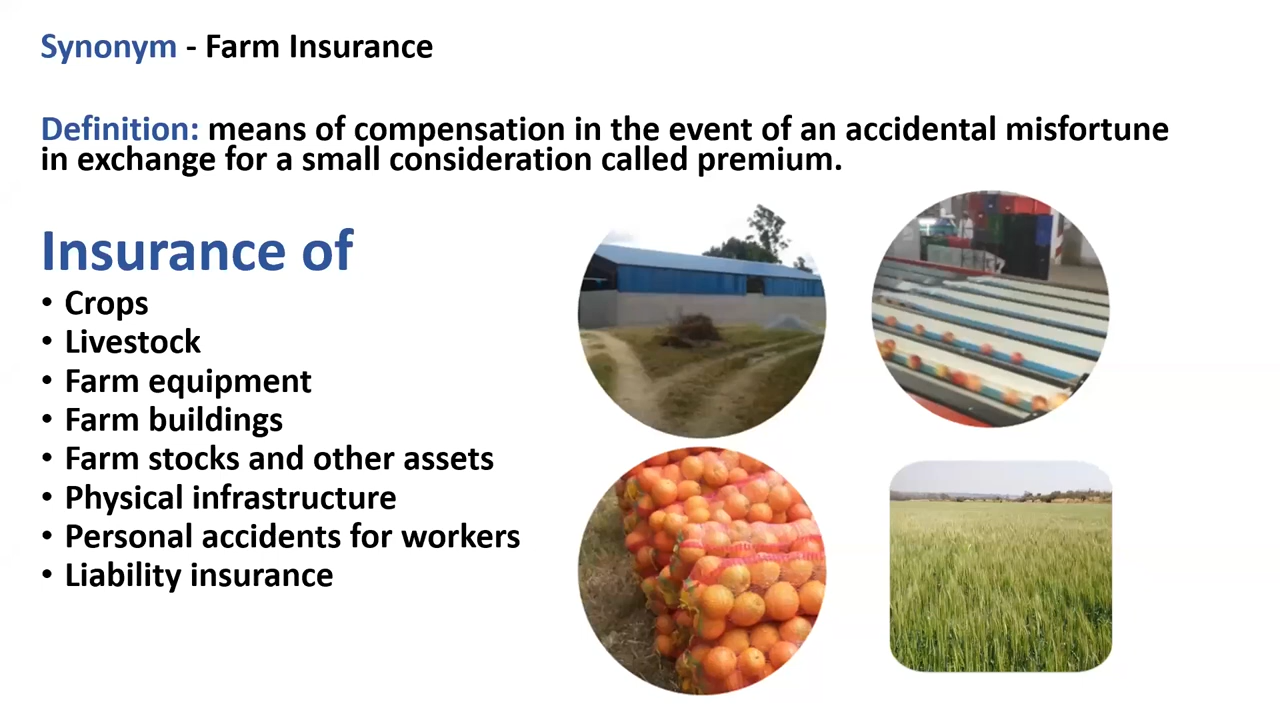 Synonym - Farm Insurance
Definition: means of compensation in the event of an accidental misfortune
in exchange for a small consideration called premium.
Insurance of
• Crops
• Livestock
• Farm equipment
• Farm buildings
• Farm stocks and other assets
• Physical infrastructure
• Personal accidents for workers
• Liability insurance